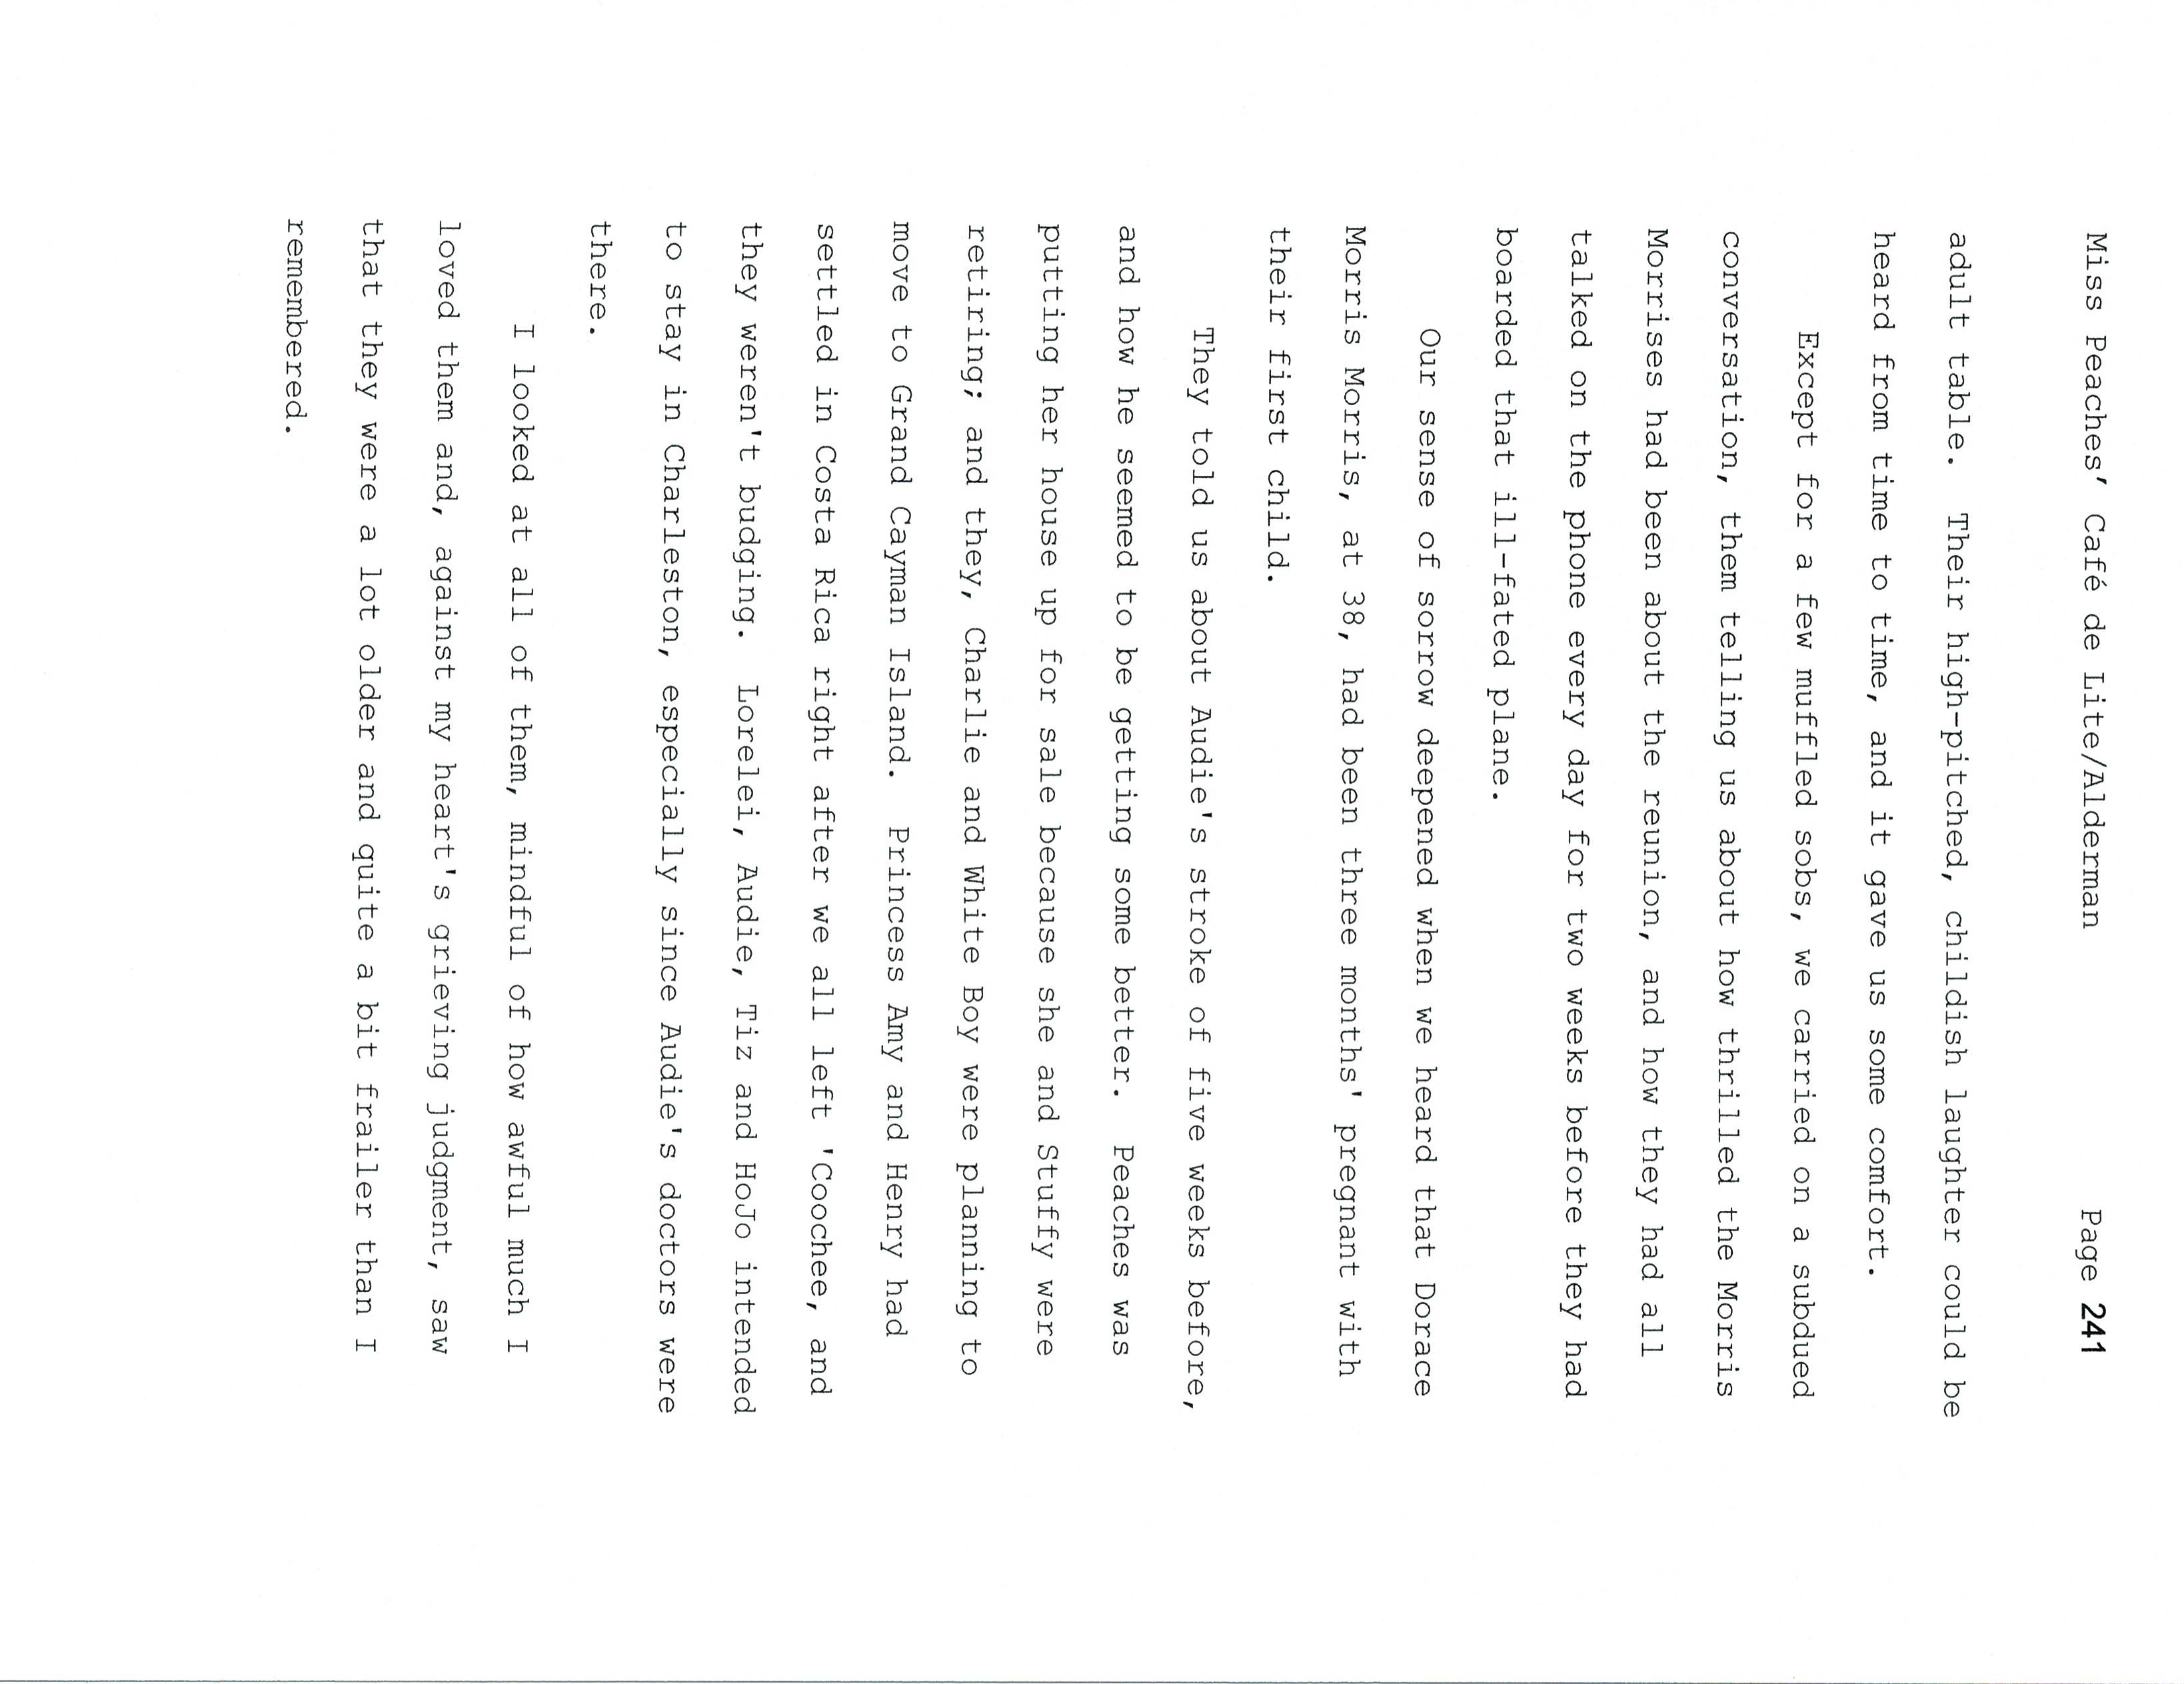 Miss Peaches’ Café de Lite/Alderman Page 241
adult table. Their high-pitched, childish laughter could be
heard from time to time, and it gave us some comfort.
Except for a few muffled sobs, we carried on a subdued
conversation, them telling us about how thrilled the Morris
Morrises had been about the reunion, and how they had all
talked on the phone every day for two weeks before they had
boarded that ill-fated plane.
Our sense of sorrow deepened when we heard that Dorace
Morris Morris, at 38, had been three months' pregnant with
their first child.
They told us about Audie's stroke of five weeks before,
and how he seemed to be getting some better. Peaches was
putting her house up for sale because she and Stuffy were
retiring; and they, Charlie and White Boy were planning to
move to Grand Cayman Island. Princess Amy and Henry had
settled in Costa Rica right after we all left 'Coochee, and
they weren't budging. Lorelei, Audie, Tiz and HoJo intended
to stay in Charleston, especially since Audie's doctors were
there.
I looked at all of them, mindful of how awful much I
loved them and, against my heart's grieving judgment, saw
that they were a lot older and quite a bit frailer than I
remembered.